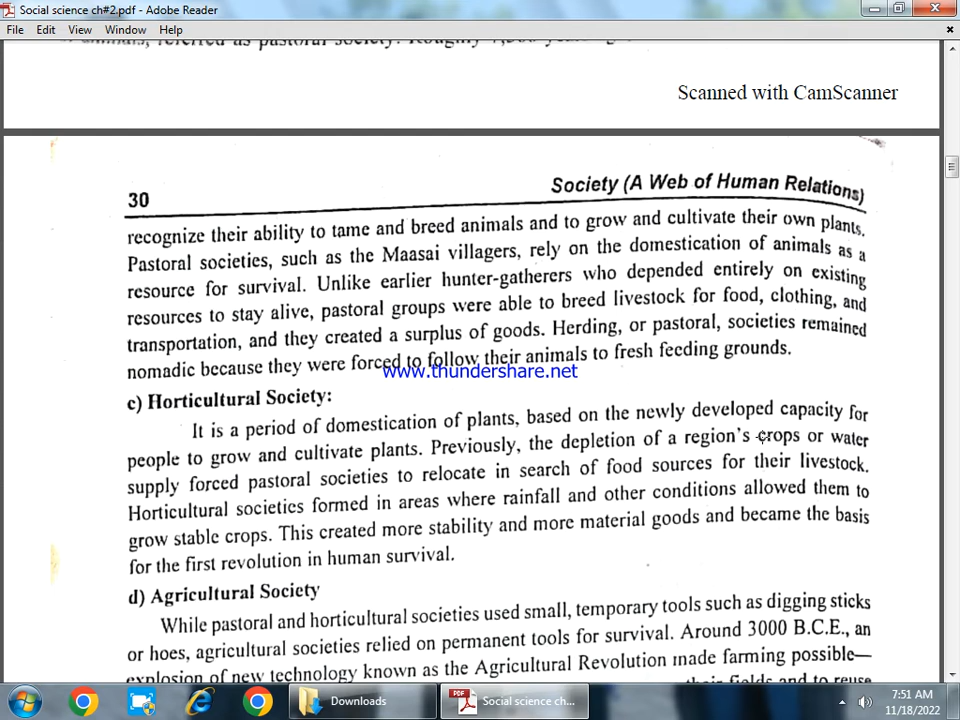 Social science ch#2.pdf - Adobe Reader
File Edit View Window Help
animals, referred as pastoral society.
Scanned with CamScanner
30
Society (A Web of Human Relations)
recognize their ability to tame and breed animals and to grow and cultivate their own plants.
Pastoral societies, such as the Maasai villagers, rely on the domestication of animals as a
resource for survival. Unlike earlier hunter-gatherers who depended entirely on existing
resources to stay alive, pastoral groups were able to breed livestock for food, clothing, and
transportation, and they created a surplus of goods. Herding, or pastoral, societies remained
nomadic because they were forced to follow their animals to fresh feeding grounds.
www.thundershare.net
c) Horticultural Society:
It is a period of domestication of plants, based on the newly developed capacity for
people to grow and cultivate plants. Previously, the depletion of a region's crops or water
supply forced pastoral societies to relocate in search of food sources for their livestock.
Horticultural societies formed in areas where rainfall and other conditions allowed them to
grow stable crops. This created more stability and more material goods and became the basis
for the first revolution in human survival.
d) Agricultural Society
While pastoral and horticultural societies used small, temporary tools such as digging sticks
or hoes, agricultural societies relied on permanent tools for survival. Around 3000 B.C.E., an
explosion of new technology known as the Agricultural Revolution made farming possible—
their fields and to reuse
Downloads
PDF
Social science ch...
7:51 AM
11/18/2022